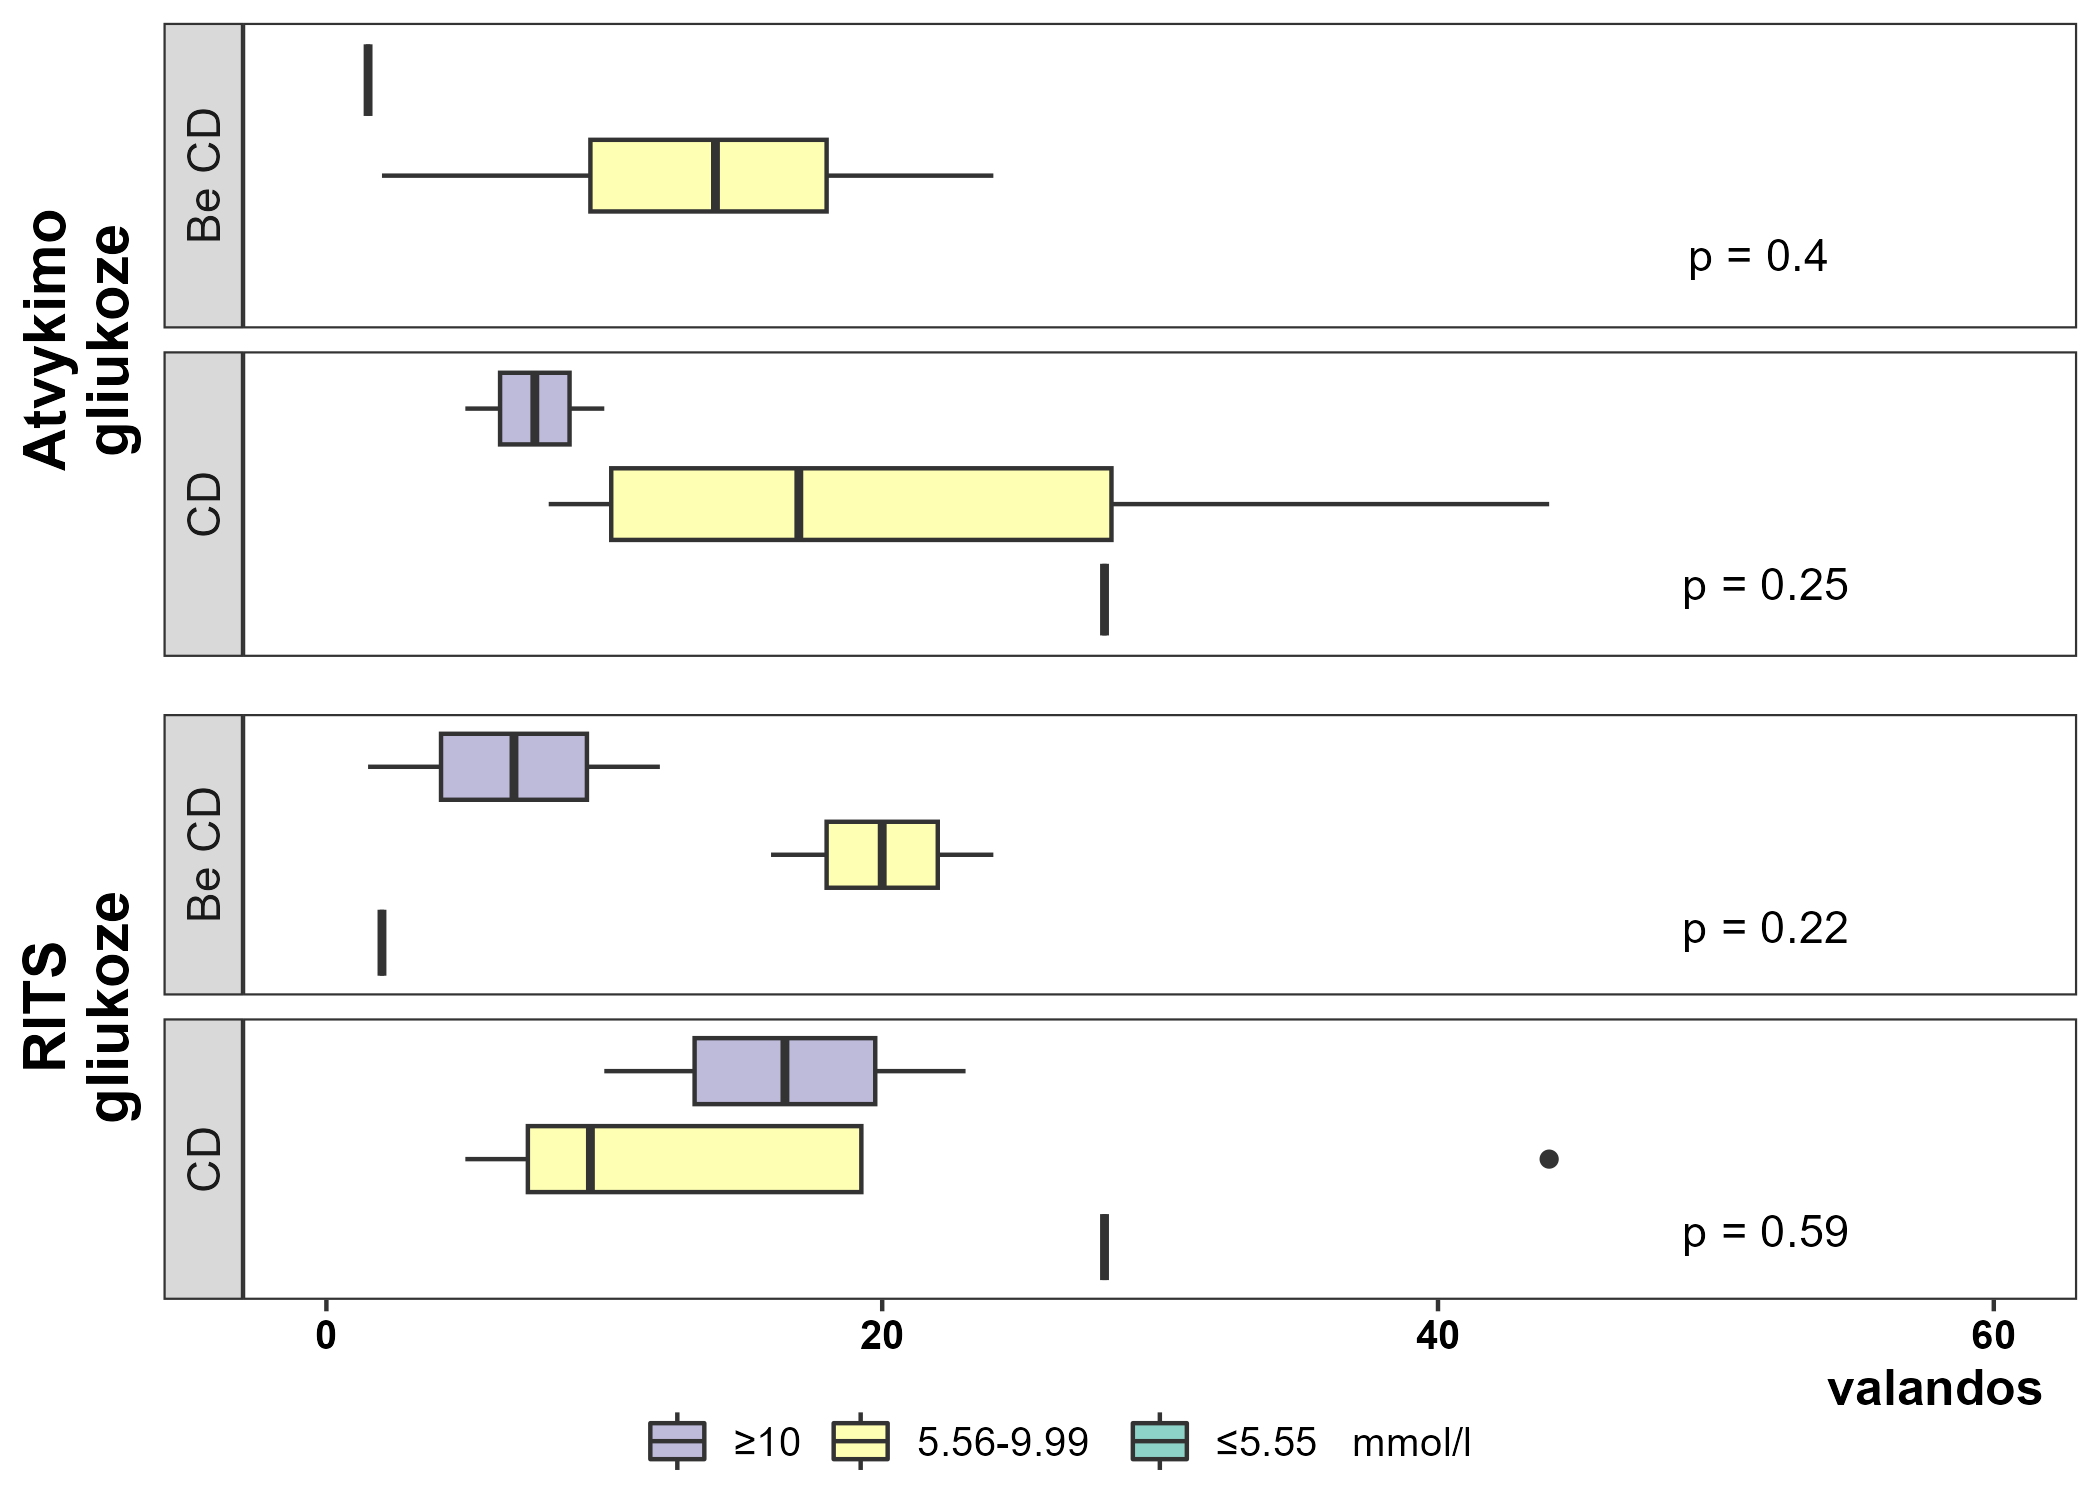 Atvykimo
gliukoze
Be CD
p = 0.4
CD
p = 0.25
RITS
gliukoze
Be CD
p = 0.22
CD
p = 0.59
0 20 40 60
valandos
≥10 5.56-9.99 ≤5.55 mmol/l